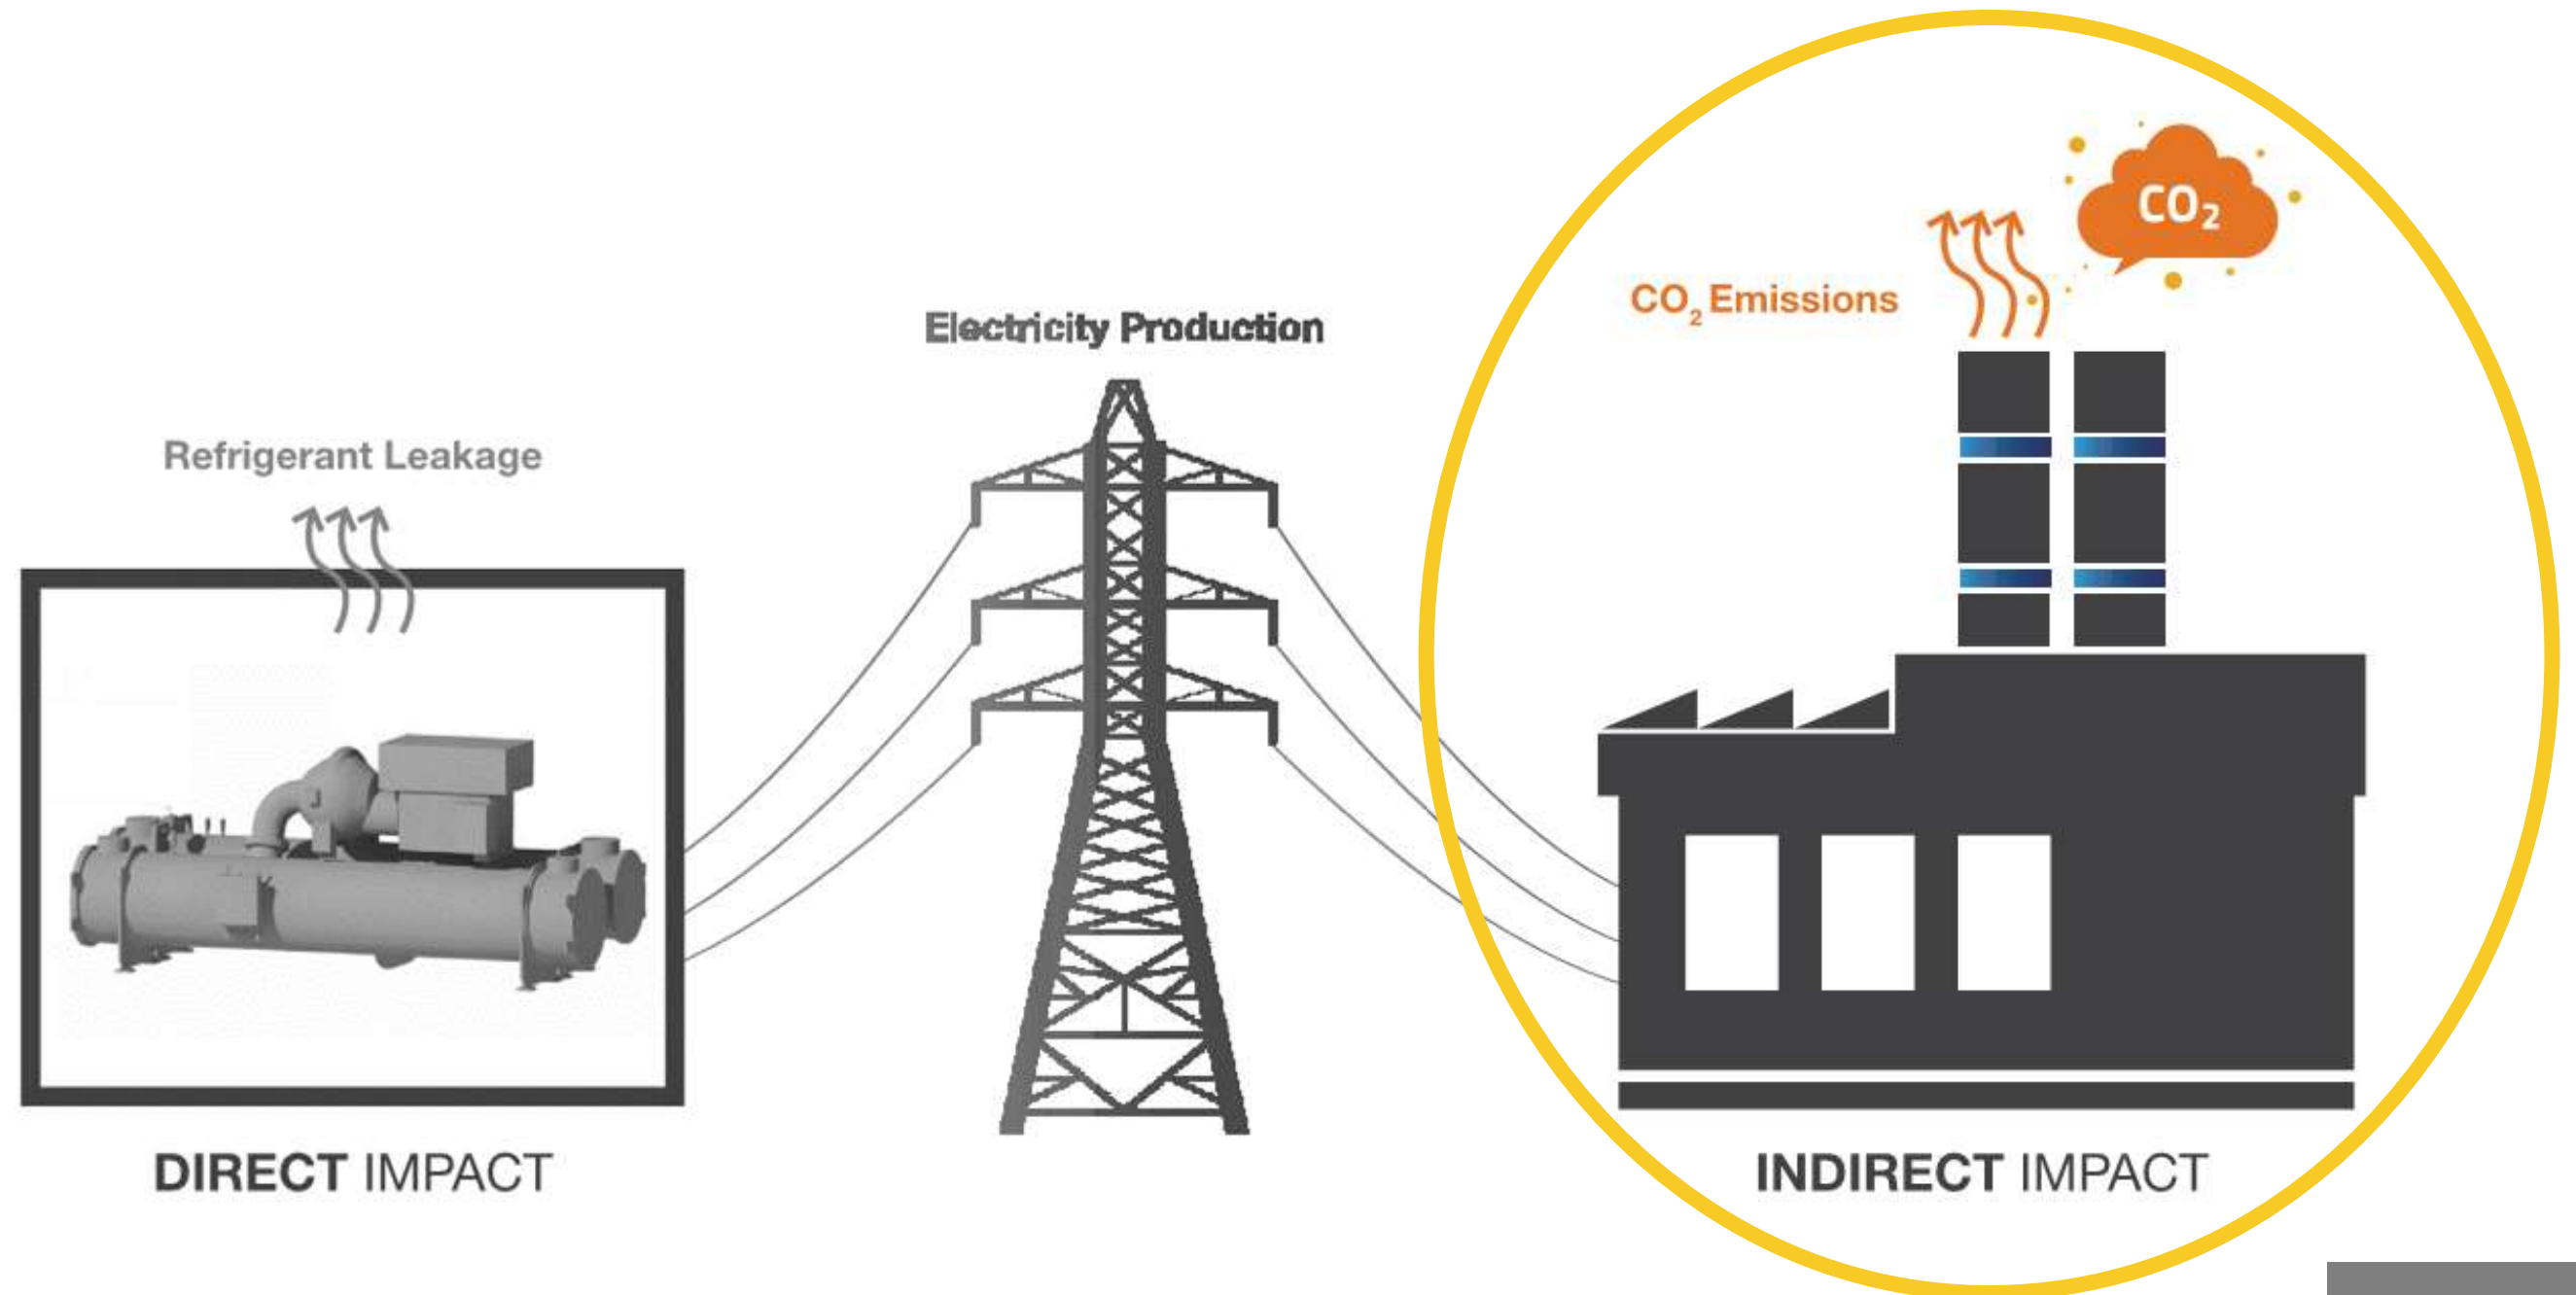 CO₂
CO₂ Emissions
Electricity Production
Refrigerant Leakage
DIRECT IMPACT
INDIRECT IMPACT